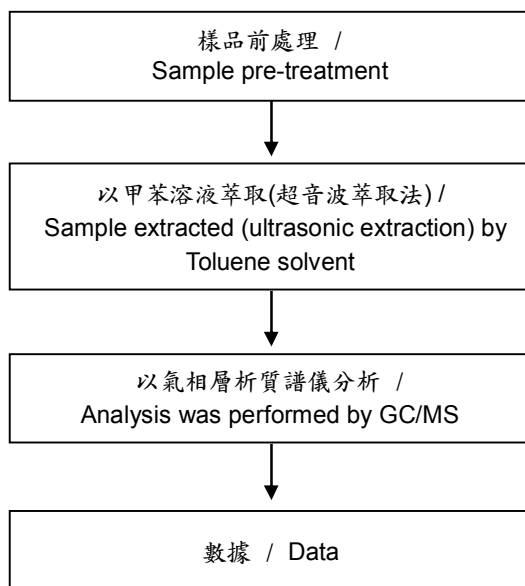 樣品前處理 /
Sample pre-treatment
以甲苯溶液萃取(超音波萃取法) /
Sample extracted (ultrasonic extraction) by
Toluene solvent
以氣相層析質譜儀分析 /
Analysis was performed by GC/MS
數據 / Data